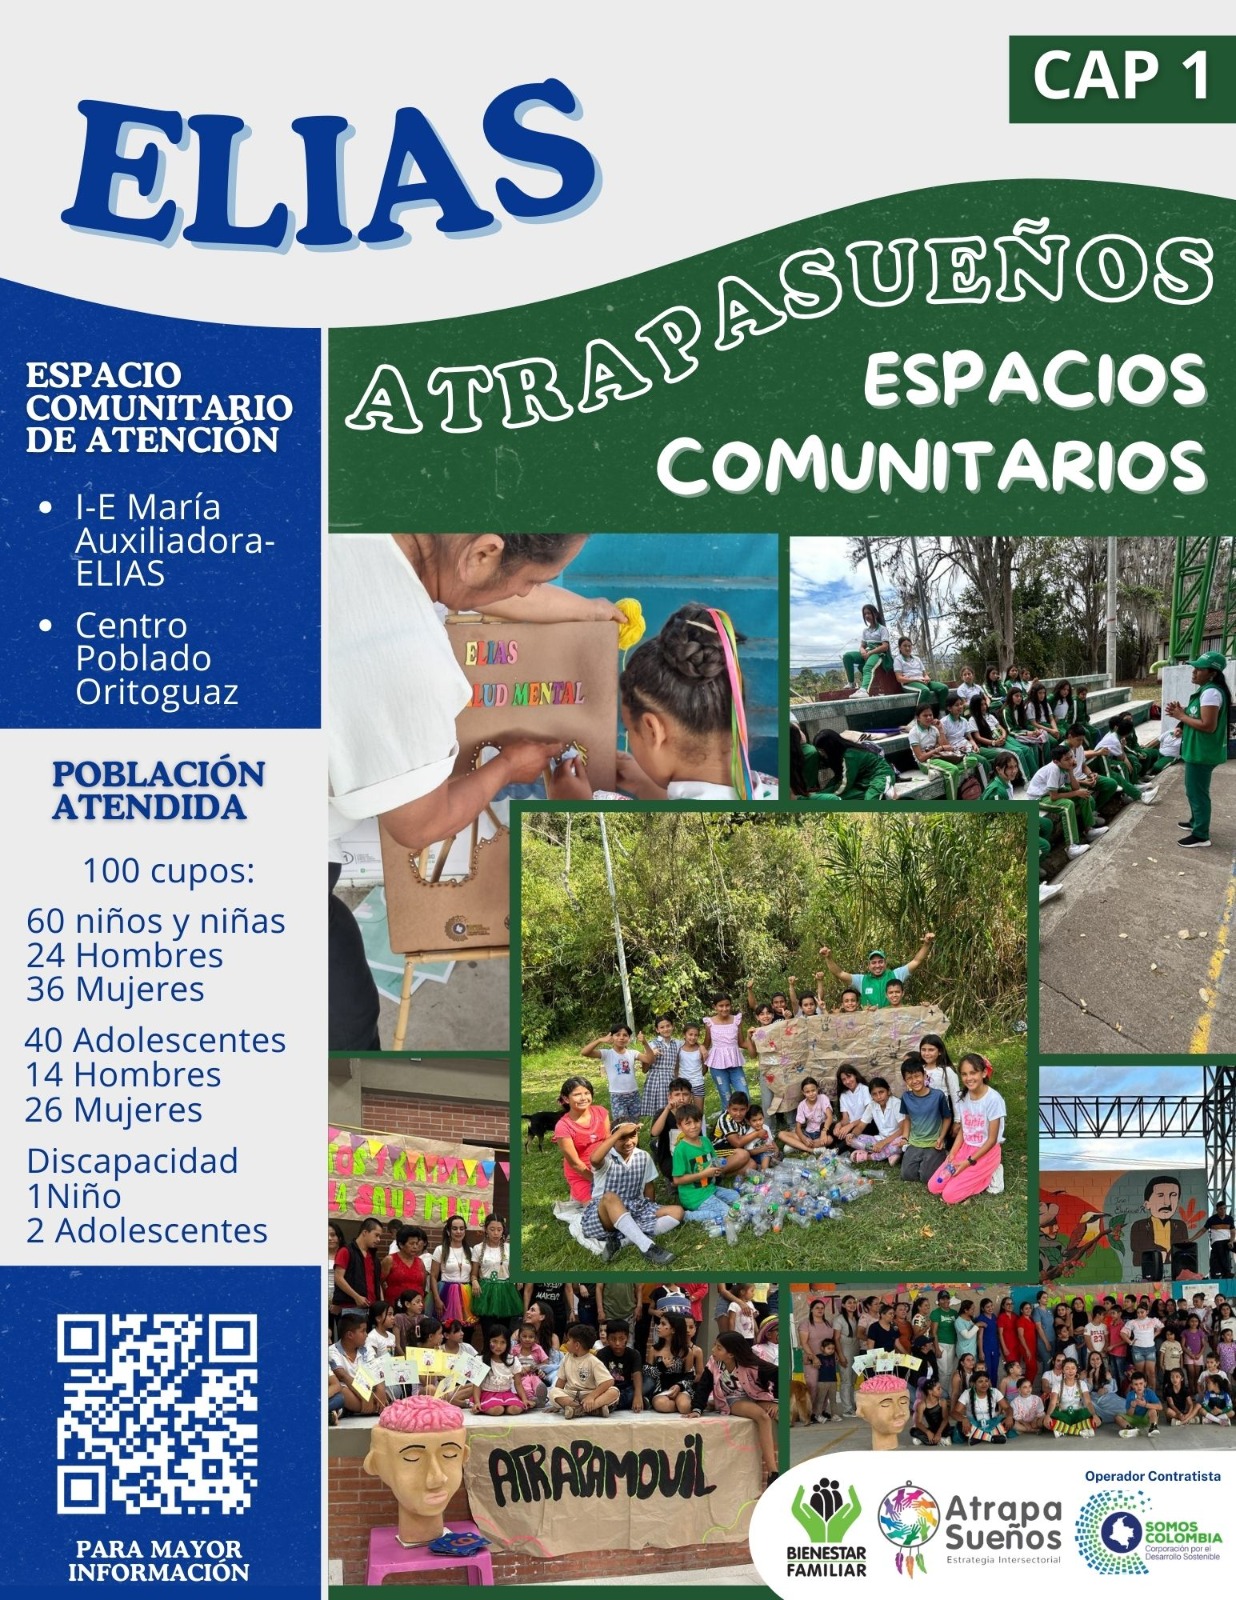 CAP 1
ELIAS
ATRAPASUEÑOS
ESPACIOS
COMUNITARIOS
ESPACIO
COMUNITARIO
DE ATENCIÓN
• I-E María
Auxiliadora-
ELIAS
• Centro
Poblado
Oritoguaz
POBLACIÓN
ATENDIDA
100 cupos:
60 niños y niñas
24 Hombres
36 Mujeres
40 Adolescentes
14 Hombres
26 Mujeres
Discapacidad
1Niño
2 Adolescentes
PARA MAYOR
INFORMACIÓN
ELIAS
LUD MENTAL
ATRAPAMOVIL
BIENESTAR
FAMILIAR
Atrapa
Sueños
Estrategia Intersectorial
Operador Contratista
SOMOS
COLOMBIA
Corporación por el
Desarrollo Sostenible